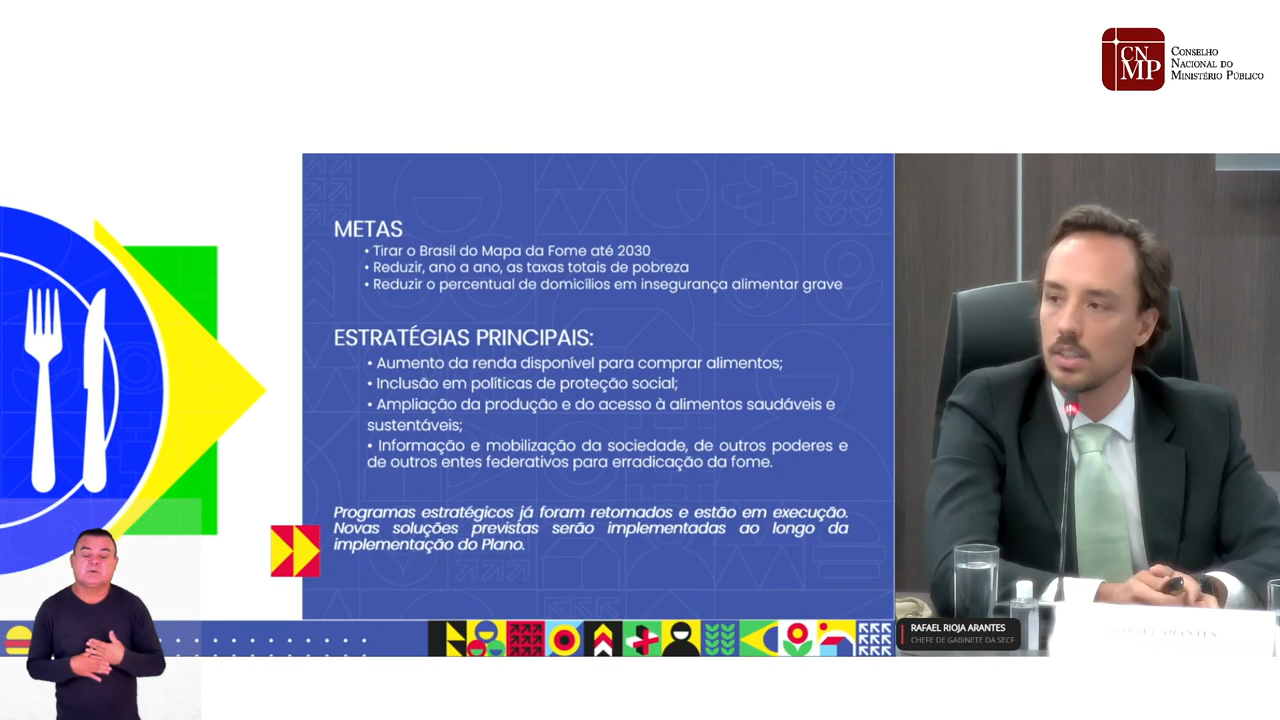 CN
MP
CONSELHO
NACIONAL DO
MINISTÉRIO PÚBLICO
METAS
• Tirar o Brasil do Mapa da Fome até 2030
• Reduzir, ano a ano, as taxas totais de pobreza
• Reduzir o percentual de domicílios em insegurança alimentar grave
ESTRATÉGIAS PRINCIPAIS:
• Aumento da renda disponível para comprar alimentos;
• Inclusão em políticas de proteção social;
• Ampliação da produção e do acesso à alimentos saudáveis e
sustentáveis;
• Informação e mobilização da sociedade, de outros poderes e
de outros entes federativos para erradicação da fome.
Programas estratégicos já foram retomados e estão em execução.
Novas soluções previstas serão implementadas ao longo da
implementação do Plano.
RAFAEL RIOJA ARANTES
CHEFE DE GABINETE DA SECF